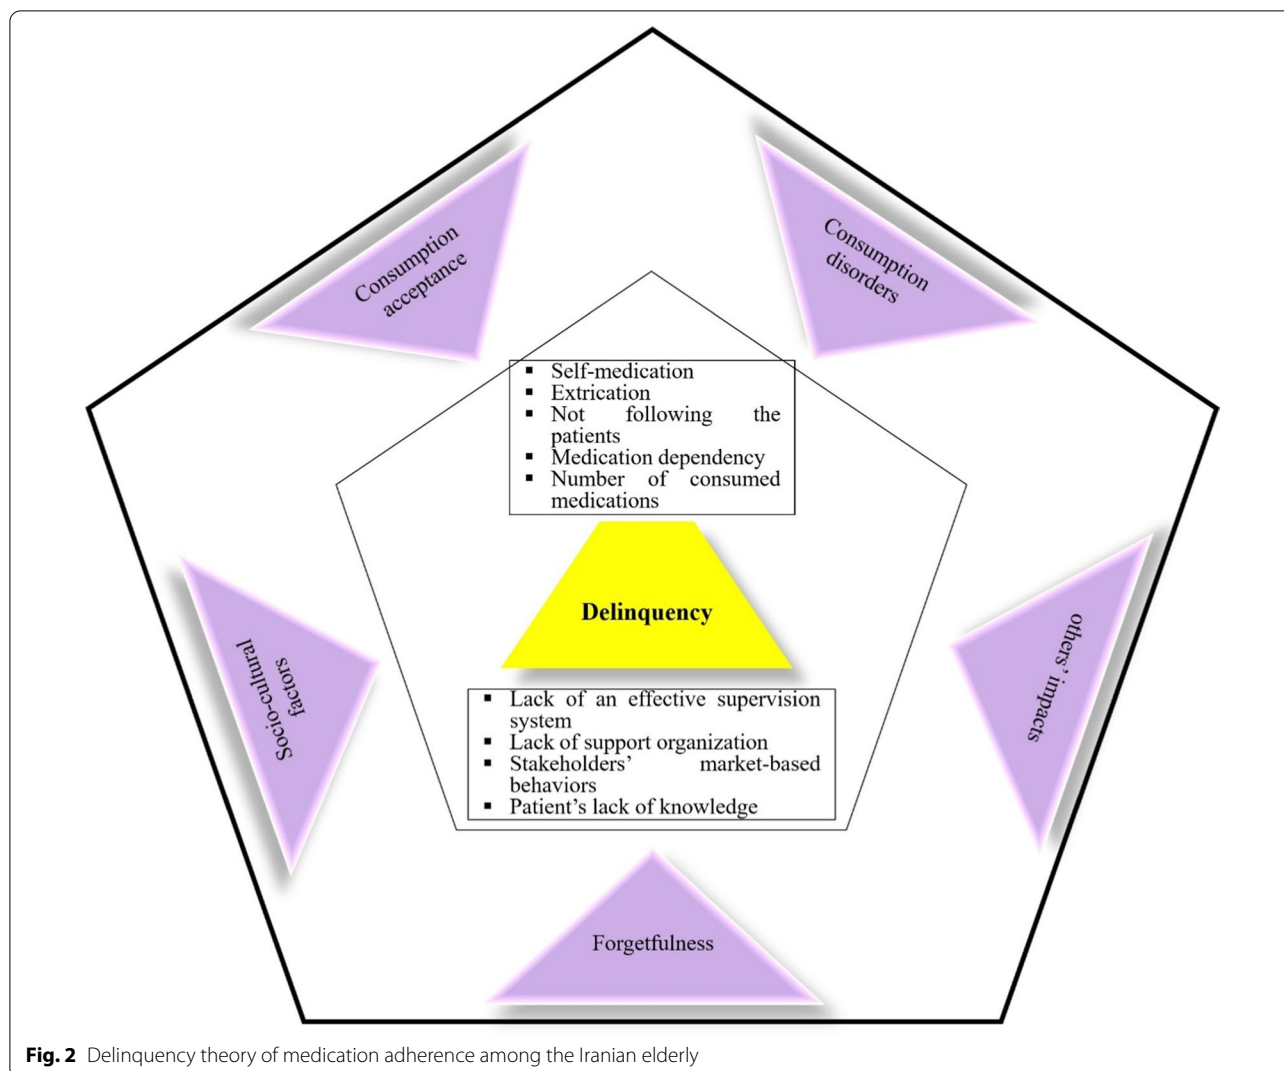 Consumption
acceptance
Consumption
disorders
▪ Self-medication
▪ Extrication
▪ Not following the
patients
▪ Medication dependency
▪ Number of consumed
medications
Delinquency
Socio-cultural
factors
others’ impacts
▪ Lack of an effective supervision
system
▪ Lack of support organization
▪ Stakeholders’ market-based
behaviors
▪ Patient’s lack of knowledge
Forgetfulness
Fig. 2 Delinquency theory of medication adherence among the Iranian elderly